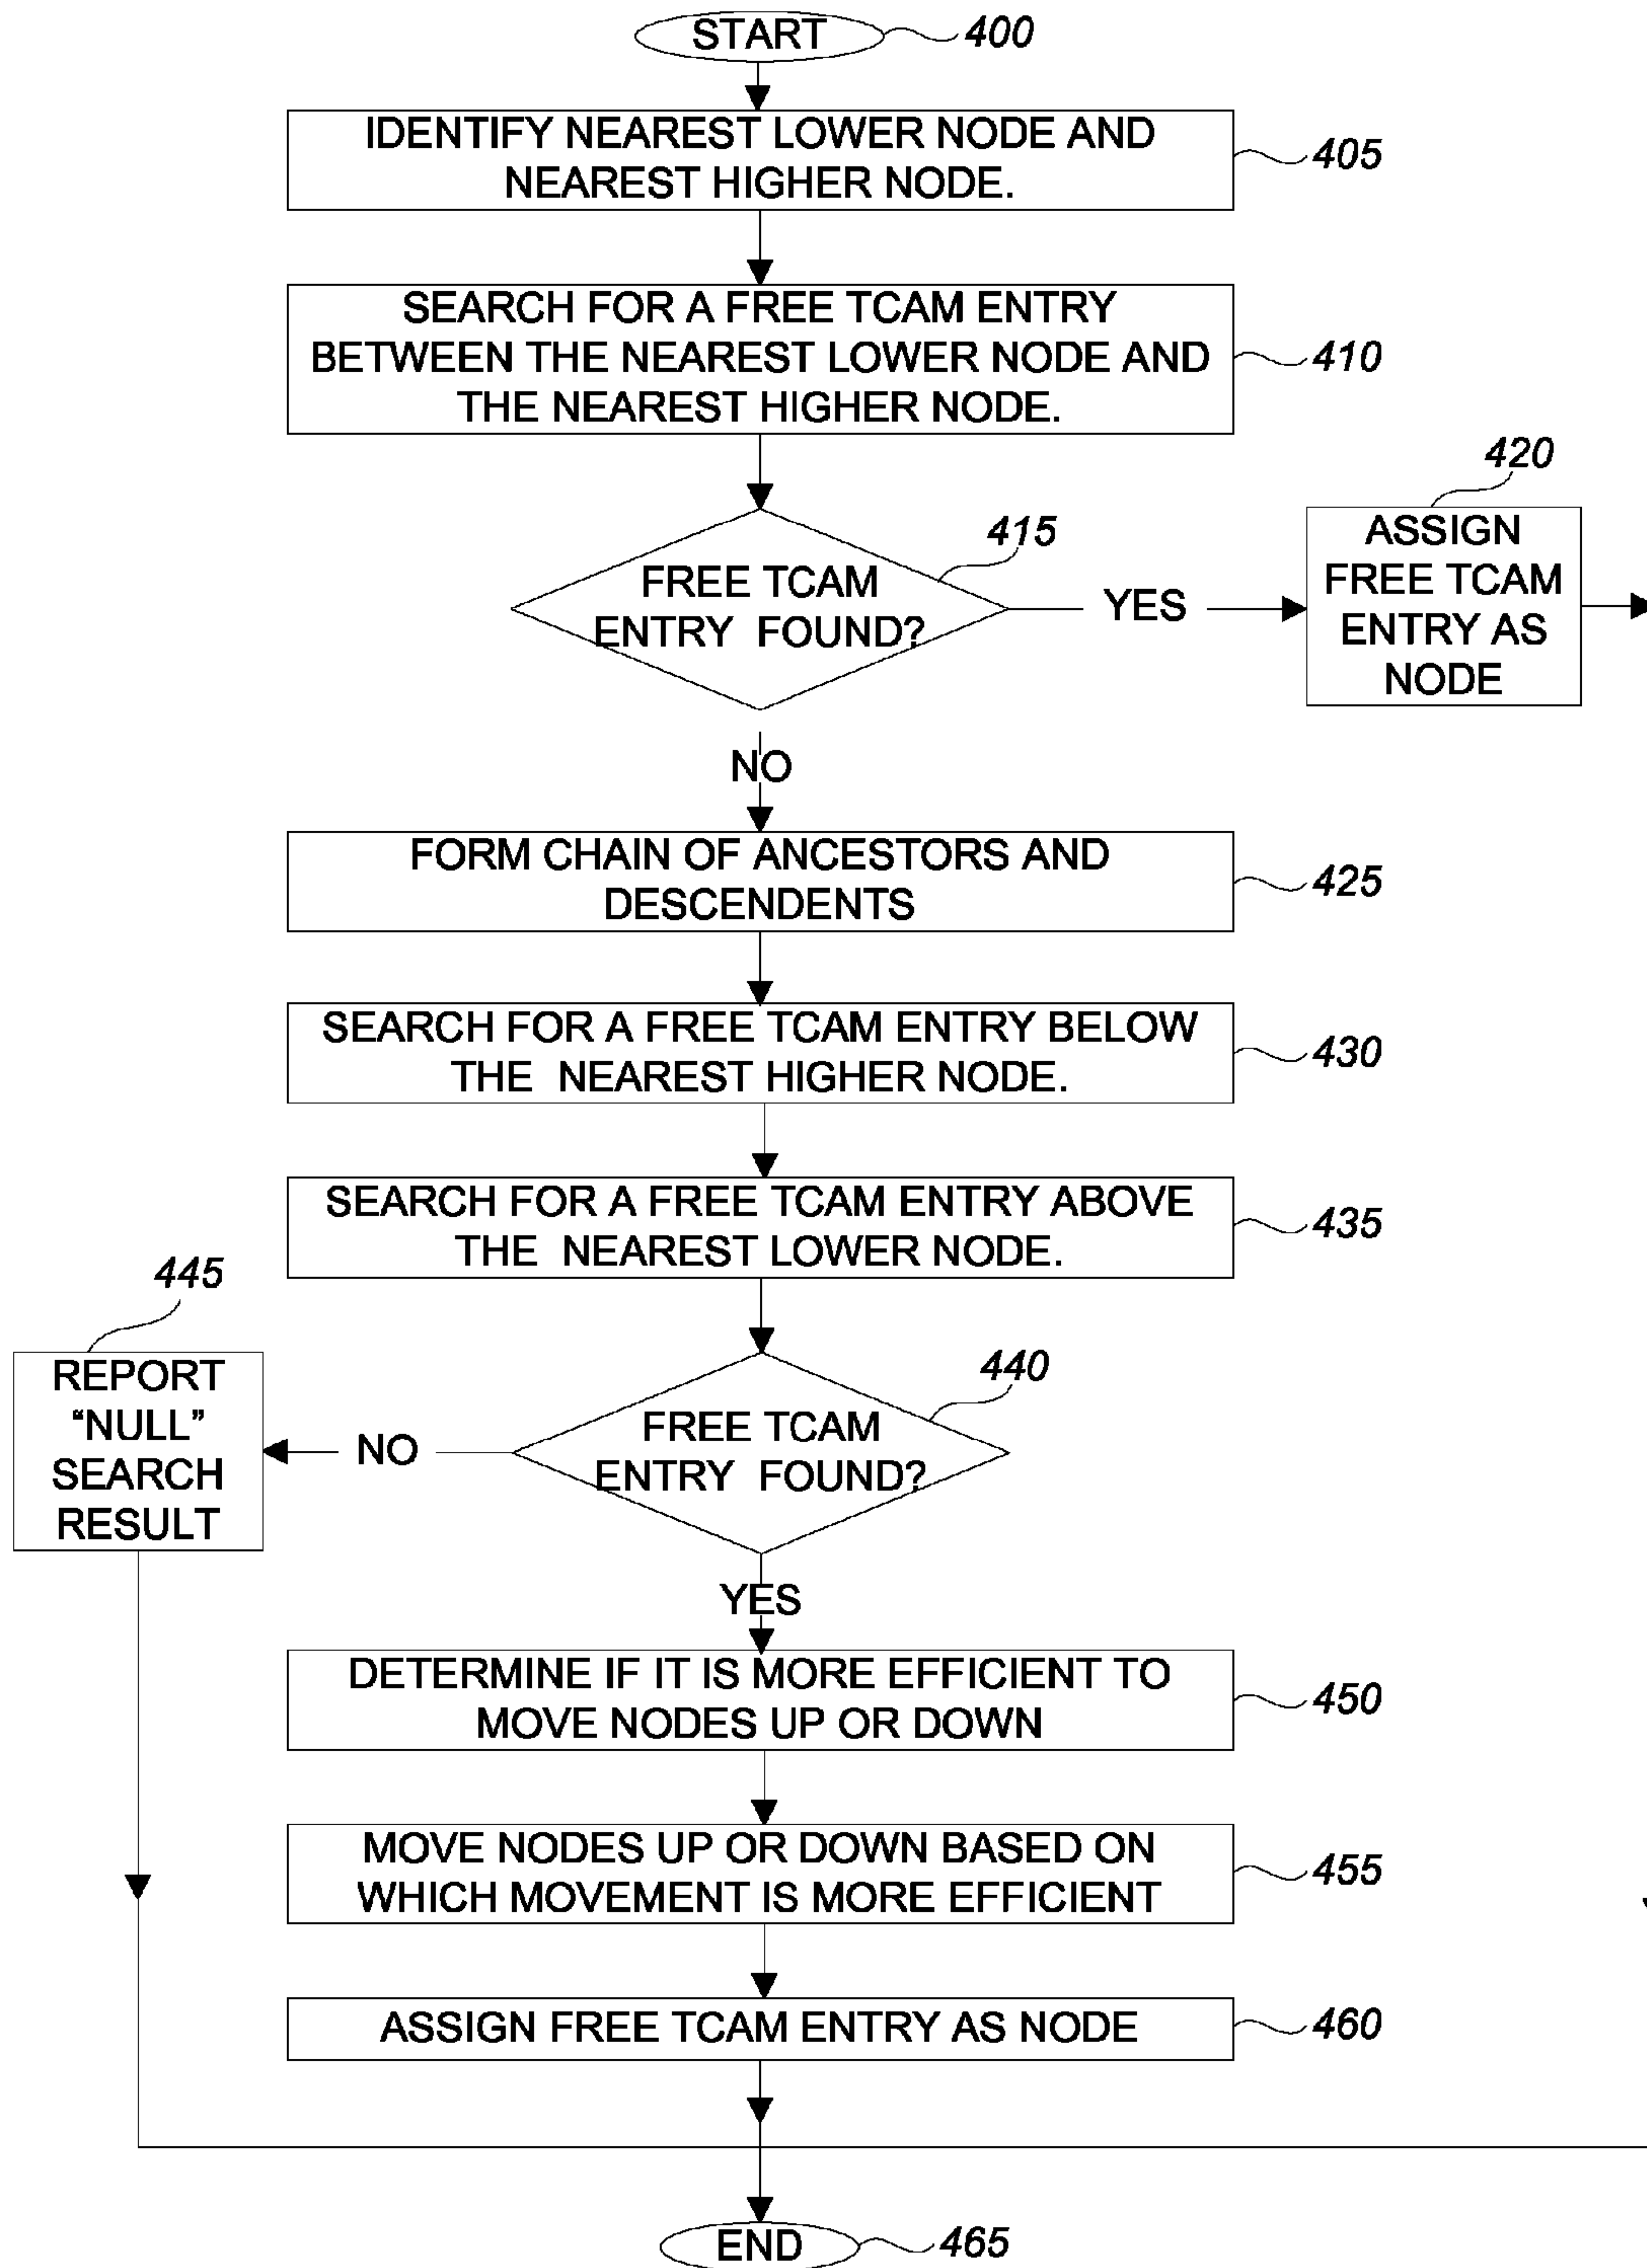 START
400
IDENTIFY NEAREST LOWER NODE AND
NEAREST HIGHER NODE.
405
SEARCH FOR A FREE TCAM ENTRY
BETWEEN THE NEAREST LOWER NODE AND
THE NEAREST HIGHER NODE.
410
FREE TCAM
ENTRY FOUND?
415
YES
420
ASSIGN
FREE TCAM
ENTRY AS
NODE
NO
FORM CHAIN OF ANCESTORS AND
DESCENDENTS
425
SEARCH FOR A FREE TCAM ENTRY BELOW
THE NEAREST HIGHER NODE.
430
SEARCH FOR A FREE TCAM ENTRY ABOVE
THE NEAREST LOWER NODE.
435
FREE TCAM
ENTRY FOUND?
440
NO
445
REPORT
“NULL”
SEARCH
RESULT
YES
DETERMINE IF IT IS MORE EFFICIENT TO
MOVE NODES UP OR DOWN
450
MOVE NODES UP OR DOWN BASED ON
WHICH MOVEMENT IS MORE EFFICIENT
455
ASSIGN FREE TCAM ENTRY AS NODE
460
END
465